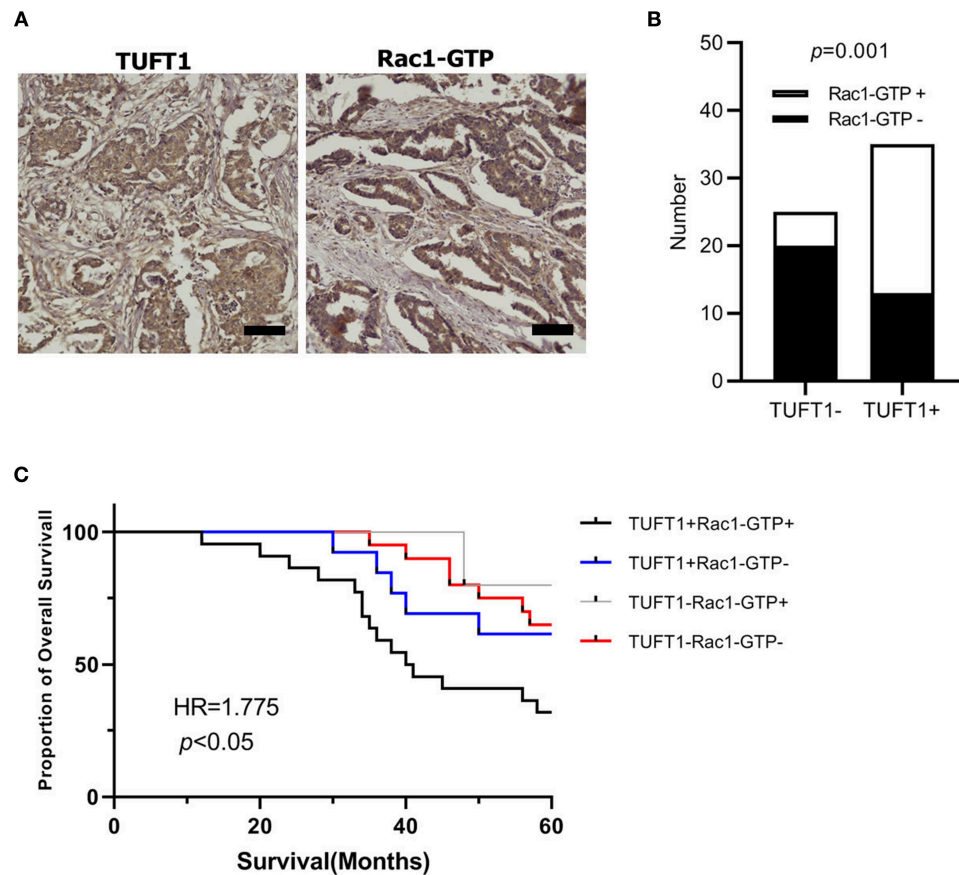 A
TUFT1
Rac1-GTP
B
p=0.001
Rac1-GTP +
Rac1-GTP -
Number
50
40
30
20
10
0
TUFT1-
TUFT1+
C
Proportion of Overall Survivall
100
50
0
HR=1.775
p<0.05
0
20
40
60
Survival(Months)
TUFT1+Rac1-GTP+
TUFT1+Rac1-GTP-
TUFT1-Rac1-GTP+
TUFT1-Rac1-GTP-